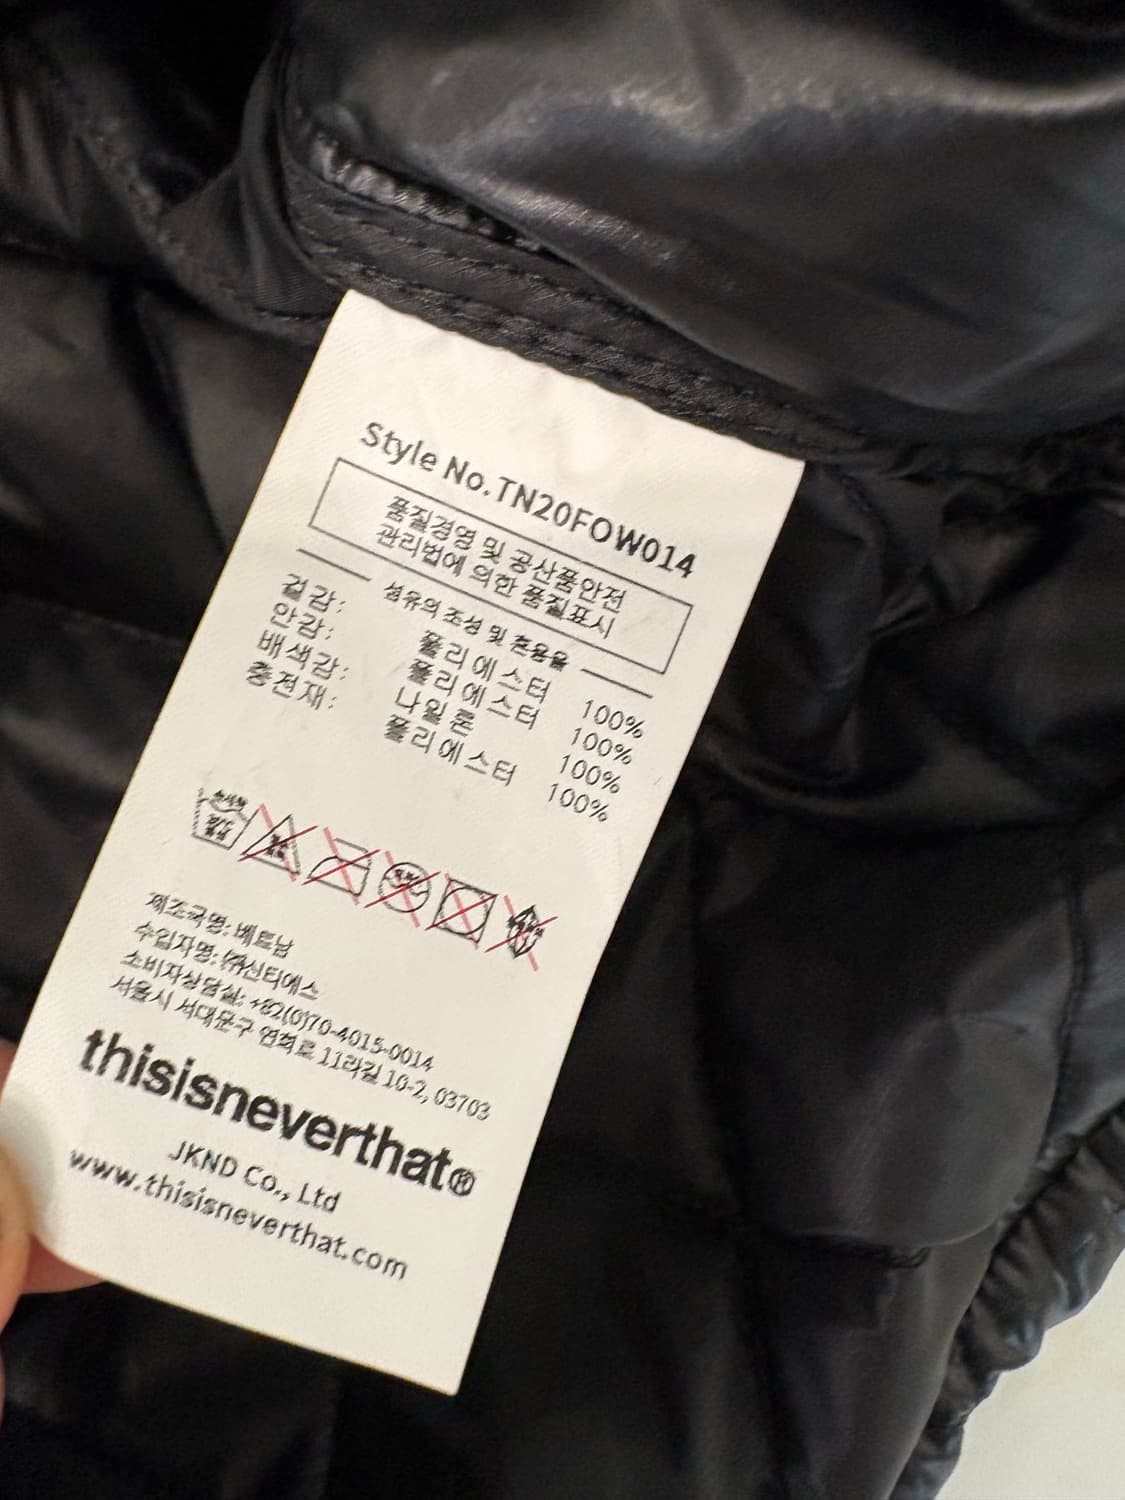 Style No.TN20FOW014
품질경영 및 공산품안전
관리법에 의한 품질표시
섬유의 조성 및 혼용율
겉감: 폴리에스터 100%
안감: 폴리에스터 100%
배색감: 나일론 100%
충전재: 폴리에스터 100%
손세탁
30℃
중성
제조국명: 베트남
수입자명: ㈜신티에스
소비자상담실: +82(0)70-4015-0014
서울시 서대문구 연희로 11라길 10-2, 03703
thisisneverthat®
JKND Co., Ltd
www.thisisneverthat.com